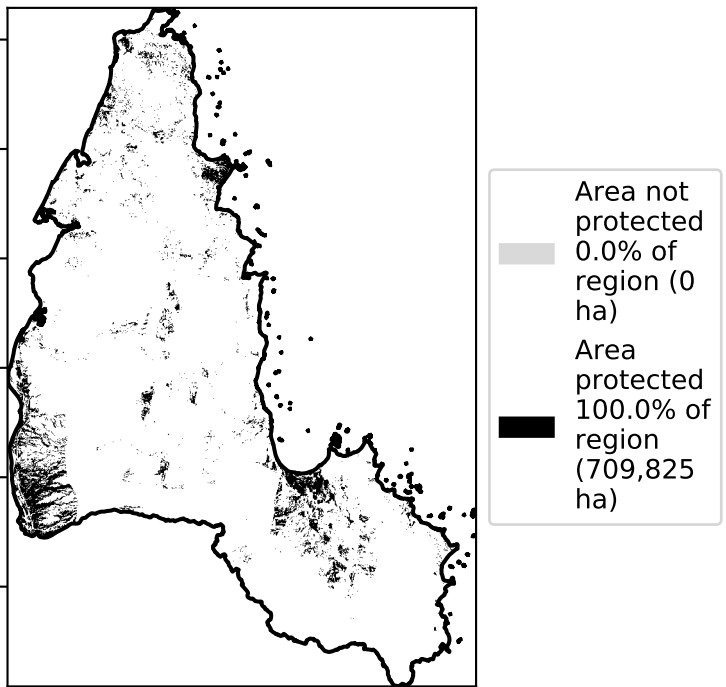 Area not
protected
0.0% of
region (0
ha)
Area
protected
100.0% of
region
(709,825
ha)